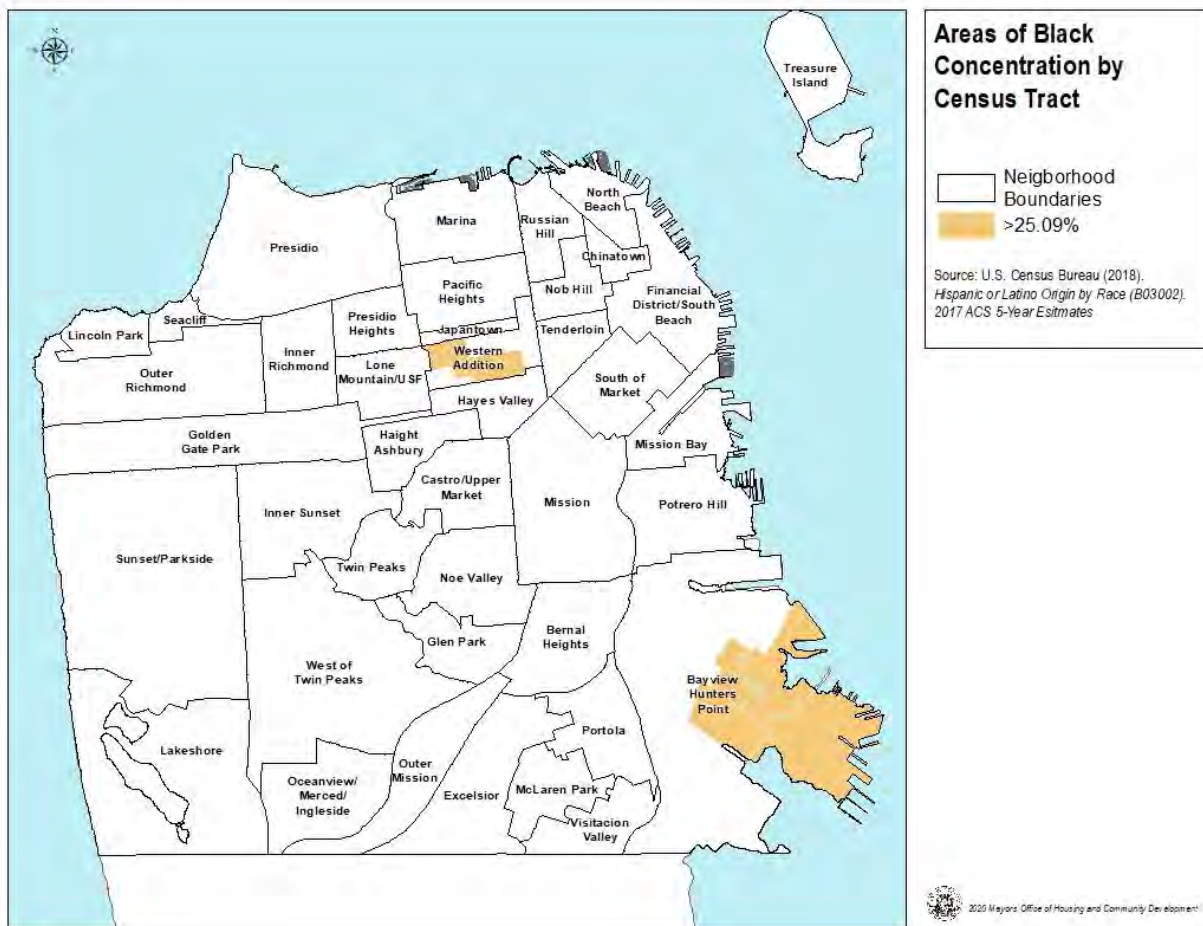 Areas of Black
Concentration by
Census Tract
Neigborhood
Boundaries
>25.09%
Source: U.S. Census Bureau (2018).
Hispanic or Latino Origin by Race (B03002).
2017 ACS 5-Year Esitmates
Treasure
Island
North
Beach
Marina
Russian
Hill
Presidio
Chinatown
Pacific
Heights
Nob Hill
Financial
District/South
Beach
Seacliff
Presidio
Heights
Lincoln Park
Japantown
Tenderloin
Inner
Richmond
Western
Addition
Outer
Richmond
Lone
Mountain/USF
South of
Market
Hayes Valley
Golden
Gate Park
Haight
Ashbury
Mission Bay
Castro/Upper
Market
Mission
Potrero Hill
Inner Sunset
Sunset/Parkside
Twin Peaks
Noe Valley
Glen Park
Bernal
Heights
West of
Twin Peaks
Bayview
Hunters
Point
Portola
Lakeshore
Outer
Mission
Oceanview/
Merced/
Ingleside
Excelsior
McLaren Park
Visitacion
Valley
2020 Mayors Office of Housing and Community Development